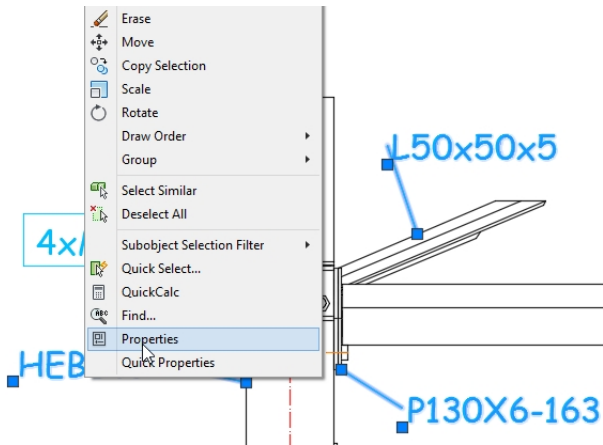 Erase
Move
Copy Selection
Scale
Rotate
Draw Order
Group
Select Similar
Deselect All
Subobject Selection Filter
Quick Select...
QuickCalc
Find...
Properties
Quick Properties
L50x50x5
4x
HEB
P130X6-163